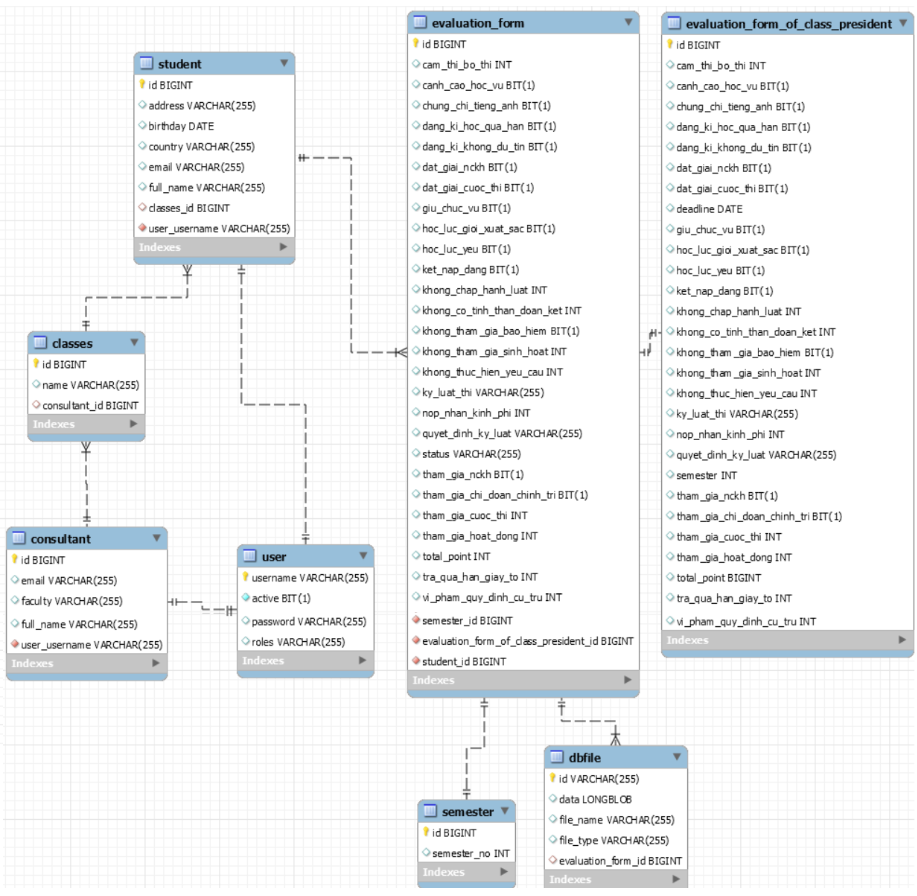 student
id BIGINT
address VARCHAR(255)
birthday DATE
country VARCHAR(255)
email VARCHAR(255)
full_name VARCHAR(255)
classes_id BIGINT
user_username VARCHAR(255)
Indexes
classes
id BIGINT
name VARCHAR(255)
consultant_id BIGINT
Indexes
consultant
id BIGINT
email VARCHAR(255)
faculty VARCHAR(255)
full_name VARCHAR(255)
user_username VARCHAR(255)
Indexes
user
username VARCHAR(255)
active BIT(1)
password VARCHAR(255)
roles VARCHAR(255)
Indexes
evaluation_form
id BIGINT
cam_thi_bo_thi INT
canh_cao_hoc_vu BIT(1)
chung_chi_tieng_anh BIT(1)
dang_ki_hoc_qua_han BIT(1)
dang_ki_khong_du_tin BIT(1)
dat_giai_nckh BIT(1)
dat_giai_cuoc_thi BIT(1)
giu_chuc_vu BIT(1)
hoc_luc_gioi_xuat_sac BIT(1)
hoc_luc_yeu BIT(1)
ket_nap_dang BIT(1)
khong_chap_hanh_luat INT
khong_co_tinh_than_doan_ket INT
khong_tham_gia_bao_hiem BIT(1)
khong_tham_gia_sinh_hoat INT
khong_thuc_hien_yeu_cau INT
ky_luat_thi VARCHAR(255)
nop_nhan_kinh_phi INT
quyet_dinh_ky_luat VARCHAR(255)
status VARCHAR(255)
tham_gia_nckh BIT(1)
tham_gia_chi_doan_chinh_tri BIT(1)
tham_gia_cuoc_thi INT
tham_gia_hoat_dong INT
total_point INT
tra_qua_han_giay_to INT
vi_pham_quy_dinh_cu_tru INT
semester_id BIGINT
evaluation_form_of_class_president_id BIGINT
student_id BIGINT
Indexes
evaluation_form_of_class_president
id BIGINT
cam_thi_bo_thi INT
canh_cao_hoc_vu BIT(1)
chung_chi_tieng_anh BIT(1)
dang_ki_hoc_qua_han BIT(1)
dang_ki_khong_du_tin BIT(1)
dat_giai_nckh BIT(1)
dat_giai_cuoc_thi BIT(1)
deadline DATE
giu_chuc_vu BIT(1)
hoc_luc_gioi_xuat_sac BIT(1)
hoc_luc_yeu BIT(1)
ket_nap_dang BIT(1)
khong_chap_hanh_luat INT
khong_co_tinh_than_doan_ket INT
khong_tham_gia_bao_hiem BIT(1)
khong_tham_gia_sinh_hoat INT
khong_thuc_hien_yeu_cau INT
ky_luat_thi VARCHAR(255)
nop_nhan_kinh_phi INT
quyet_dinh_ky_luat VARCHAR(255)
semester INT
tham_gia_nckh BIT(1)
tham_gia_chi_doan_chinh_tri BIT(1)
tham_gia_cuoc_thi INT
tham_gia_hoat_dong INT
total_point BIGINT
tra_qua_han_giay_to INT
vi_pham_quy_dinh_cu_tru INT
Indexes
semester
id BIGINT
semester_no INT
Indexes
dbfile
id VARCHAR(255)
data LONGBLOB
file_name VARCHAR(255)
file_type VARCHAR(255)
evaluation_form_id BIGINT
Indexes